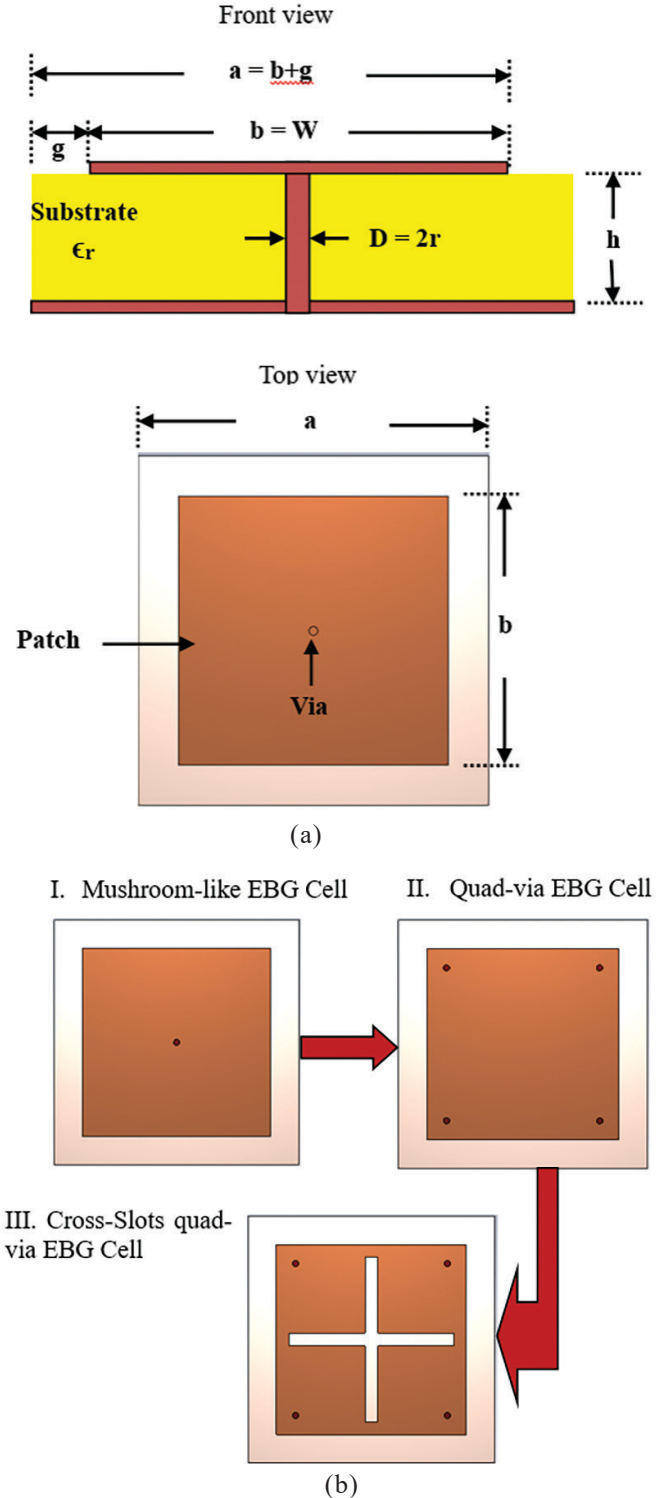 Front view
a = b+g
b = W
g
Substrate
ϵr
D = 2r
h
Top view
a
b
Patch
Via
(a)
I. Mushroom-like EBG Cell
II. Quad-via EBG Cell
III. Cross-Slots quad-
via EBG Cell
(b)